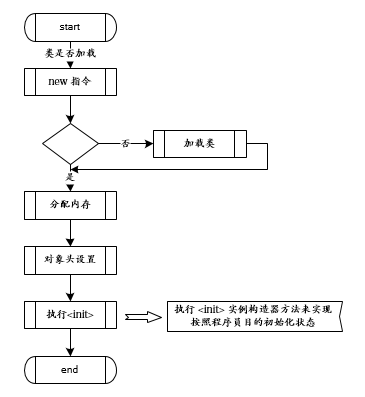 start
类是否加载
new 指令
否
加载类
是
分配内存
对象头设置
执行<init>
执行 <init> 实例构造器方法来实现
按照程序员目的初始化状态
end